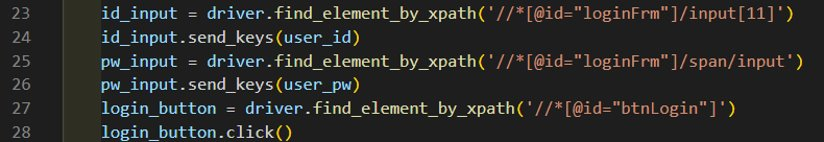 23 id_input = driver.find_element_by_xpath('//*[@id="loginFrm"]/input[11]')
24 id_input.send_keys(user_id)
25 pw_input = driver.find_element_by_xpath('//*[@id="loginFrm"]/span/input')
26 pw_input.send_keys(user_pw)
27 login_button = driver.find_element_by_xpath('//*[@id="btnLogin"]')
28 login_button.click()